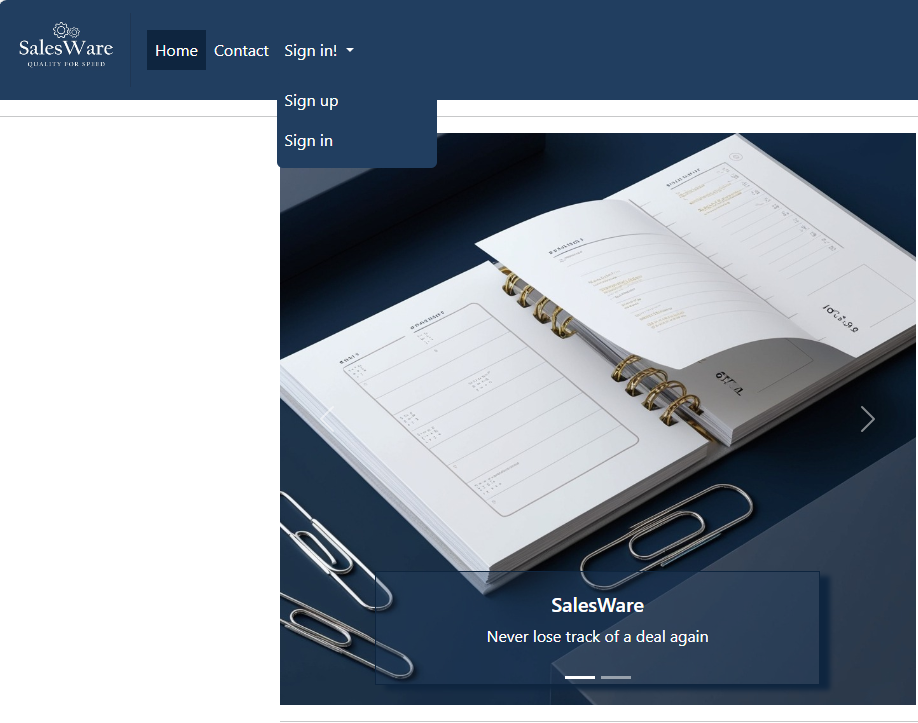 SalesWare
QUALITY FOR SPEED
Home Contact Sign in!
Sign up
Sign in
SalesWare
Never lose track of a deal again